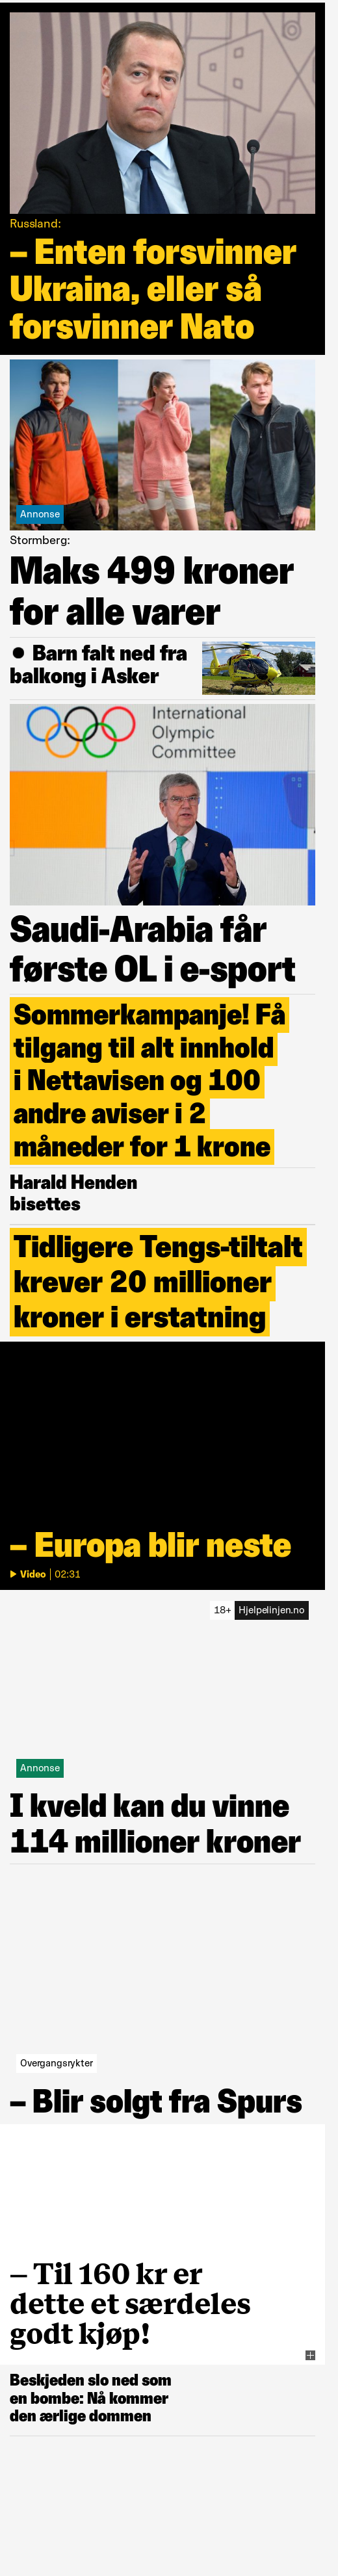 Russland:
– Enten forsvinner
Ukraina, eller så
forsvinner Nato
Annonse
Stormberg:
Maks 499 kroner
for alle varer
● Barn falt ned fra
balkong i Asker
International
Olympic
Committee
Saudi-Arabia får
første OL i e-sport
Sommerkampanje! Få
tilgang til alt innhold
i Nettavisen og 100
andre aviser i 2
måneder for 1 krone
Harald Henden
bisettes
Tidligere Tengs-tiltalt
krever 20 millioner
kroner i erstatning
– Europa blir neste
Video | 02:31
18+ Hjelpelinjen.no
Annonse
I kveld kan du vinne
114 millioner kroner
Overgangsrykter
– Blir solgt fra Spurs
– Til 160 kr er
dette et særdeles
godt kjøp!
Beskjeden slo ned som
en bombe: Nå kommer
den ærlige dommen